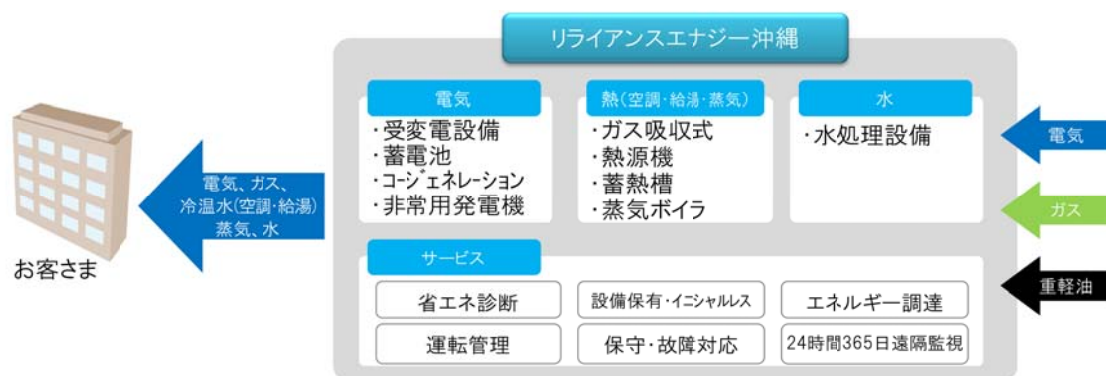 リライアンスエナジー沖縄
電気
・受変電設備
・蓄電池
・コージェネレーション
・非常用発電機
熱(空調・給湯・蒸気)
・ガス吸収式
・熱源機
・蓄熱槽
・蒸気ボイラ
水
・水処理設備
電気
ガス
重軽油
電気、ガス、
冷温水(空調・給湯)
蒸気、水
お客さま
サービス
省エネ診断
設備保有・イニシャルレス
エネルギー調達
運転管理
保守・故障対応
24時間365日遠隔監視